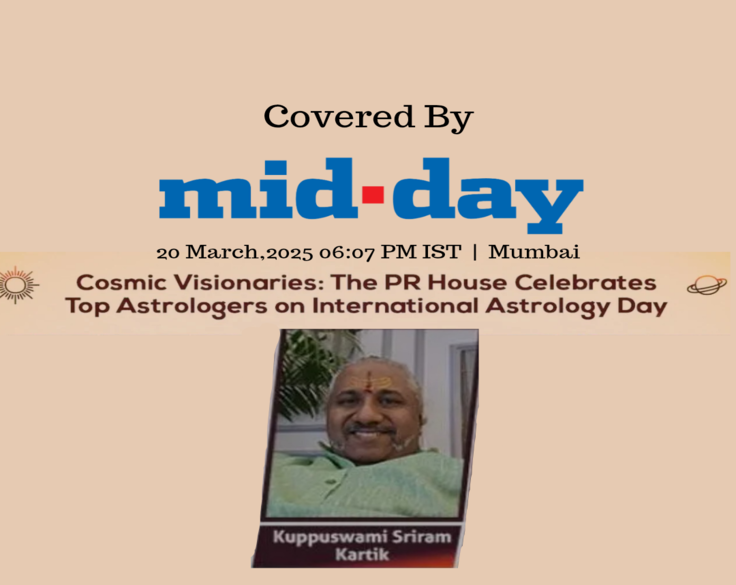 Covered By
mid-day
20 March,2025 06:07 PM IST | Mumbai
Cosmic Visionaries: The PR House Celebrates
Top Astrologers on International Astrology Day
Kuppuswami Sriram
Kartik